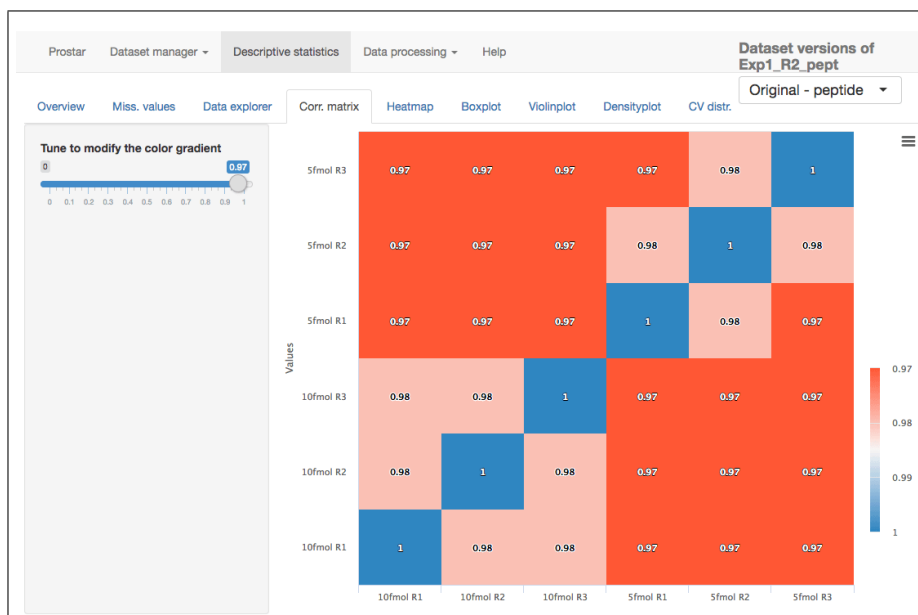 Prostar Dataset manager Descriptive statistics Data processing Help
Dataset versions of
Exp1_R2_pept
Original - peptide
Overview Miss. values Data explorer Corr. matrix Heatmap Boxplot Violinplot Densityplot CV distr.
Tune to modify the color gradient
0 0.97
0 0.1 0.2 0.3 0.4 0.5 0.6 0.7 0.8 0.9 1
Values
5fmol R3 0.97 0.97 0.97 0.97 0.98 1
5fmol R2 0.97 0.97 0.97 0.98 1 0.98
5fmol R1 0.97 0.97 0.97 1 0.98 0.97
10fmol R3 0.98 0.98 1 0.97 0.97 0.97
10fmol R2 0.98 1 0.98 0.97 0.97 0.97
10fmol R1 1 0.98 0.98 0.97 0.97 0.97
10fmol R1 10fmol R2 10fmol R3 5fmol R1 5fmol R2 5fmol R3
0.97
0.98
0.99
1